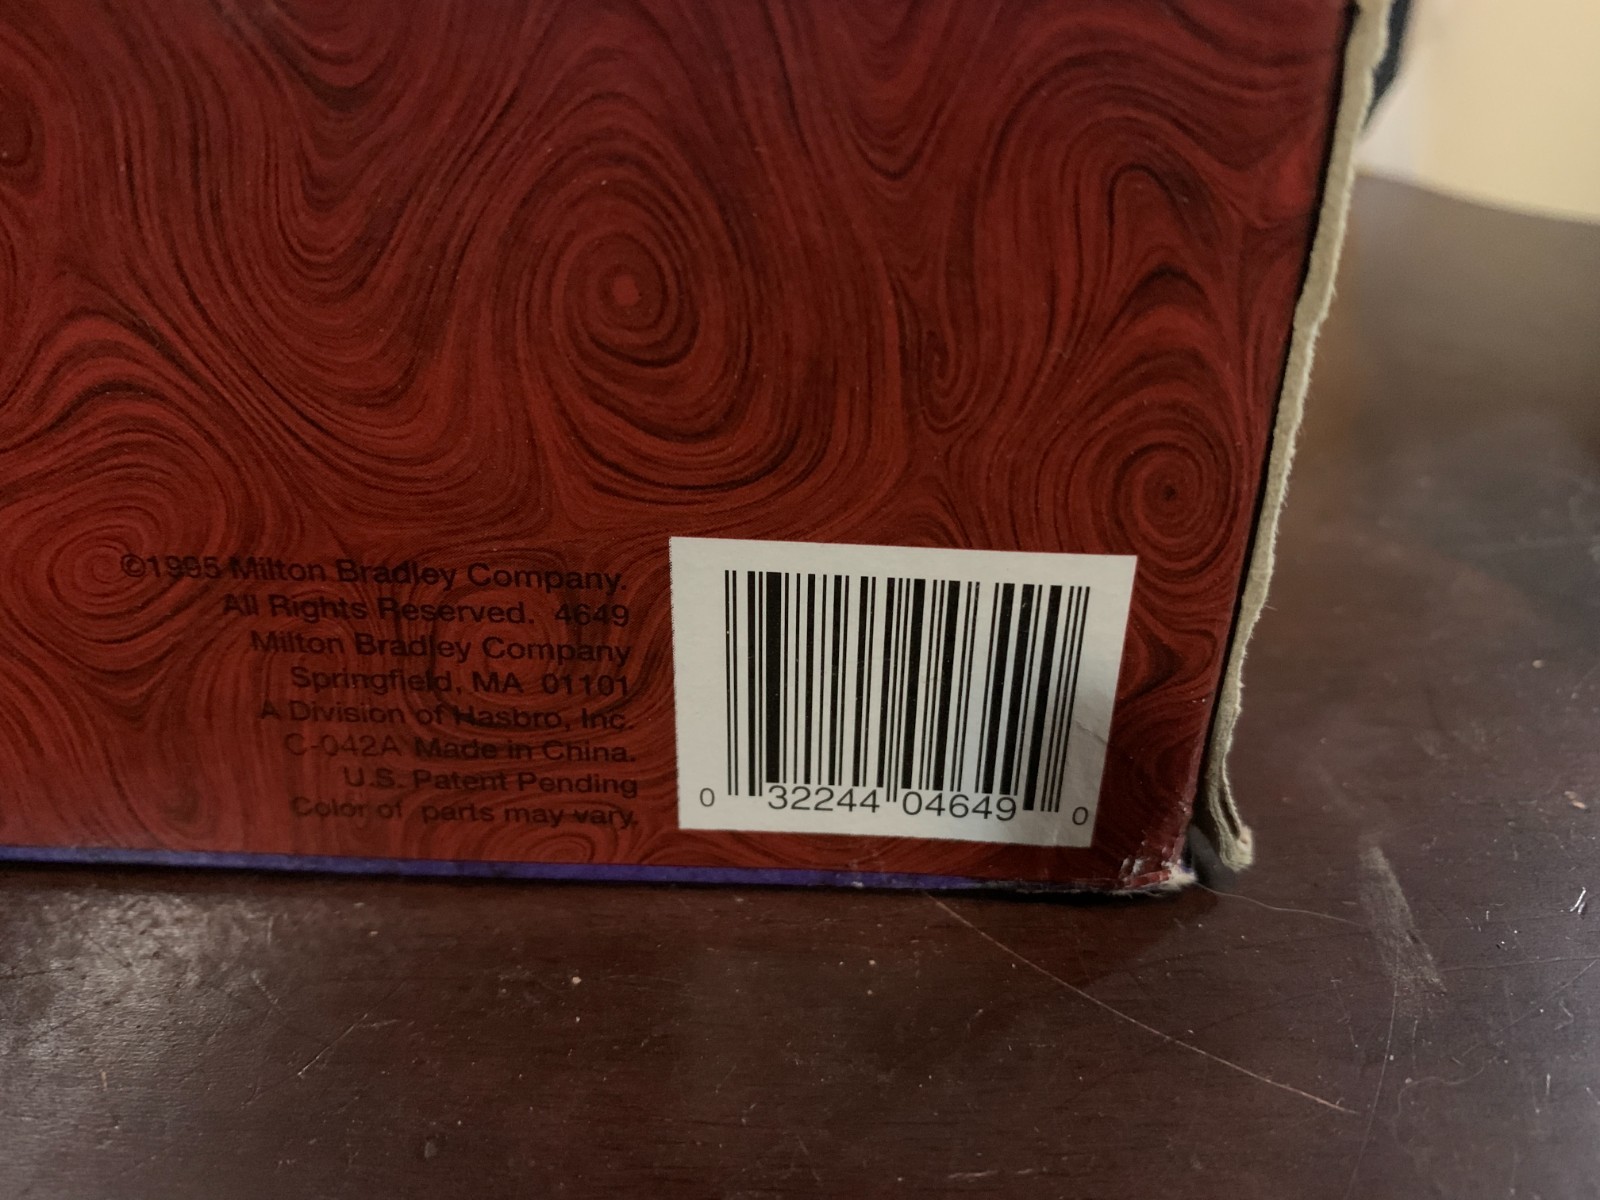 ©1995 Milton Bradley Company.
All Rights Reserved. 4649
Milton Bradley Company
Springfield, MA 01101
A Division of Hasbro, Inc.
C-042A Made in China.
U.S. Patent Pending
Color of parts may vary.
0 32244 04649 0